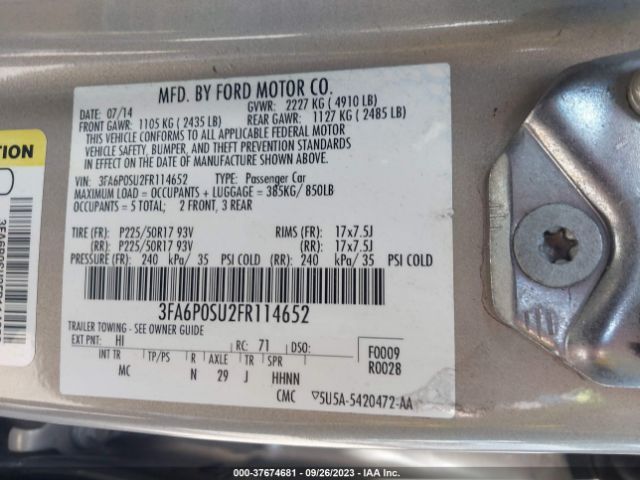 MFD. BY FORD MOTOR CO.
DATE: 07/14 GVWR: 2227 KG ( 4910 LB)
FRONT GAWR: 1105 KG ( 2435 LB) REAR GAWR: 1127 KG ( 2485 LB)
THIS VEHICLE CONFORMS TO ALL APPLICABLE FEDERAL MOTOR
VEHICLE SAFETY, BUMPER, AND THEFT PREVENTION STANDARDS
IN EFFECT ON THE DATE OF MANUFACTURE SHOWN ABOVE.
VIN: 3FA6P0SU2FR114652 TYPE: Passenger Car
MAXIMUM LOAD = OCCUPANTS + LUGGAGE = 385KG/ 850LB
OCCUPANTS = 5 TOTAL; 2 FRONT, 3 REAR
TIRE (FR): P225/50R17 93V RIMS (FR): 17x7.5J
(RR): P225/50R17 93V (RR): 17x7.5J
PRESSURE (FR): 240 kPa/ 35 PSI COLD (RR): 240 kPa/ 35 PSI COLD
3FA6P0SU2FR114652
TRAILER TOWING - SEE OWNER GUIDE
EXT PNT: HI RC: 71 DSO: F0009
INT TR TP/PS R AXLE TR SPR R0028
MC N 29 J HHNN
CMC ▽5U5A-5420472-AA
000-37674681 - 09/26/2023 - IAA Inc.